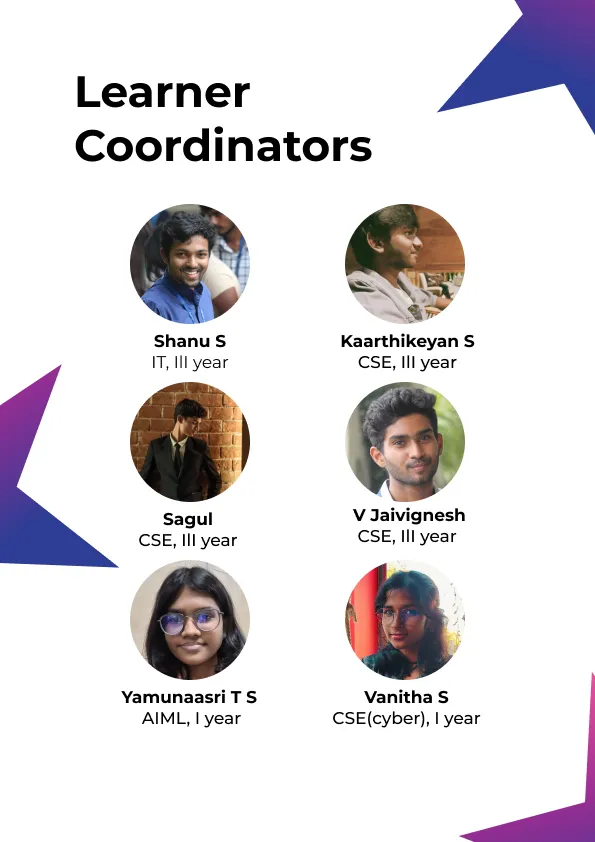 Learner
Coordinators
Shanu S
IT, III year
Kaarthikeyan S
CSE, III year
Sagul
CSE, III year
V Jaivignesh
CSE, III year
Yamunaasri T S
AIML, I year
Vanitha S
CSE(cyber), I year